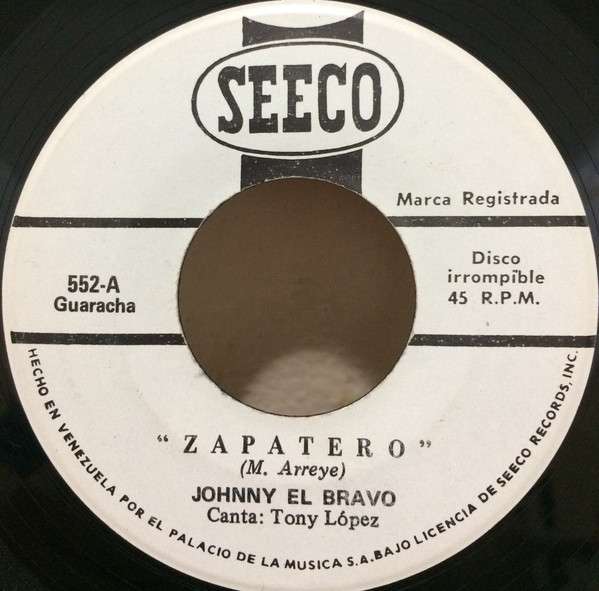 SEECO
Marca Registrada
552-A
Guaracha
Disco
irrompible
45 R.P.M.
"ZAPATERO"
(M. Arreye)
JOHNNY EL BRAVO
Canta: Tony López
HECHO EN VENEZUELA POR EL PALACIO DE LA MUSICA S.A. BAJO LICENCIA DE SEECO RECORDS, INC.